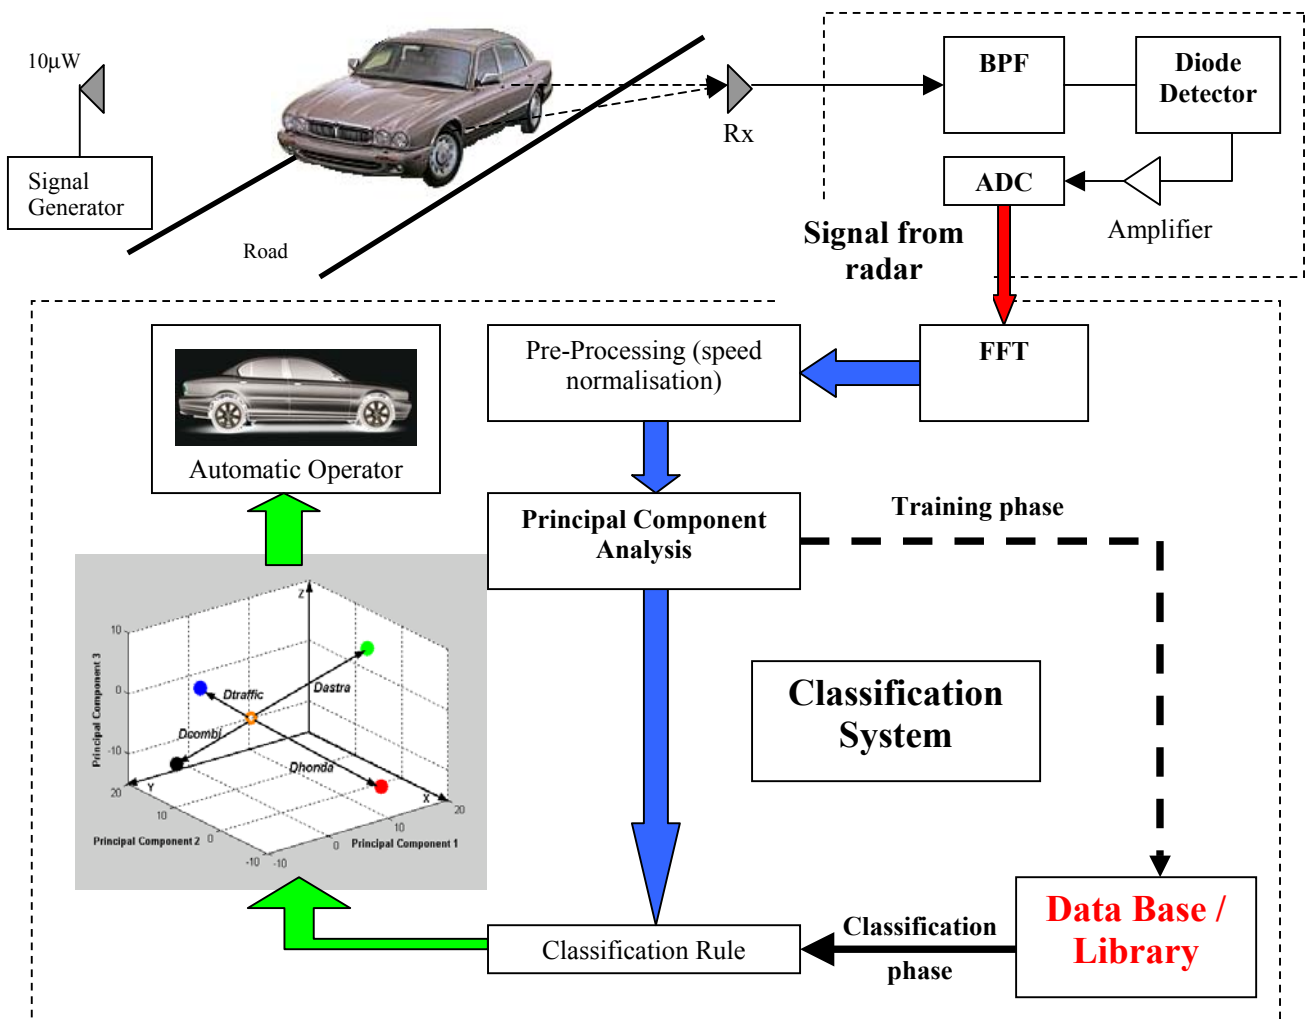 10µW
Signal
Generator
Road
Rx
BPF
Diode
Detector
ADC
Amplifier
Signal from
radar
FFT
Pre-Processing (speed
normalisation)
Automatic Operator
Principal Component
Analysis
Training phase
Classification
System
Principal Component 3
10
0
-10
20
10
0
-10
-10
0
10
20
Z
Y
X
Dtraffic
Dastra
Dcombi
Dhonda
Principal Component 2
Principal Component 1
Classification Rule
Classification
phase
Data Base /
Library